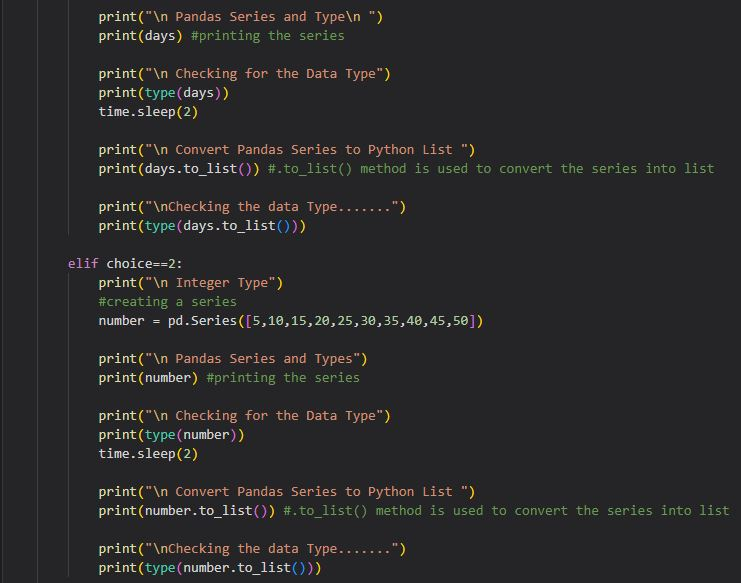 print("\n Pandas Series and Type\n ")
print(days) #printing the series
print("\n Checking for the Data Type")
print(type(days))
time.sleep(2)
print("\n Convert Pandas Series to Python List ")
print(days.to_list()) #.to_list() method is used to convert the series into list
print("\nChecking the data Type.......")
print(type(days.to_list()))
elif choice==2:
print("\n Integer Type")
#creating a series
number = pd.Series([5,10,15,20,25,30,35,40,45,50])
print("\n Pandas Series and Types")
print(number) #printing the series
print("\n Checking for the Data Type")
print(type(number))
time.sleep(2)
print("\n Convert Pandas Series to Python List ")
print(number.to_list()) #.to_list() method is used to convert the series into list
print("\nChecking the data Type.......")
print(type(number.to_list()))